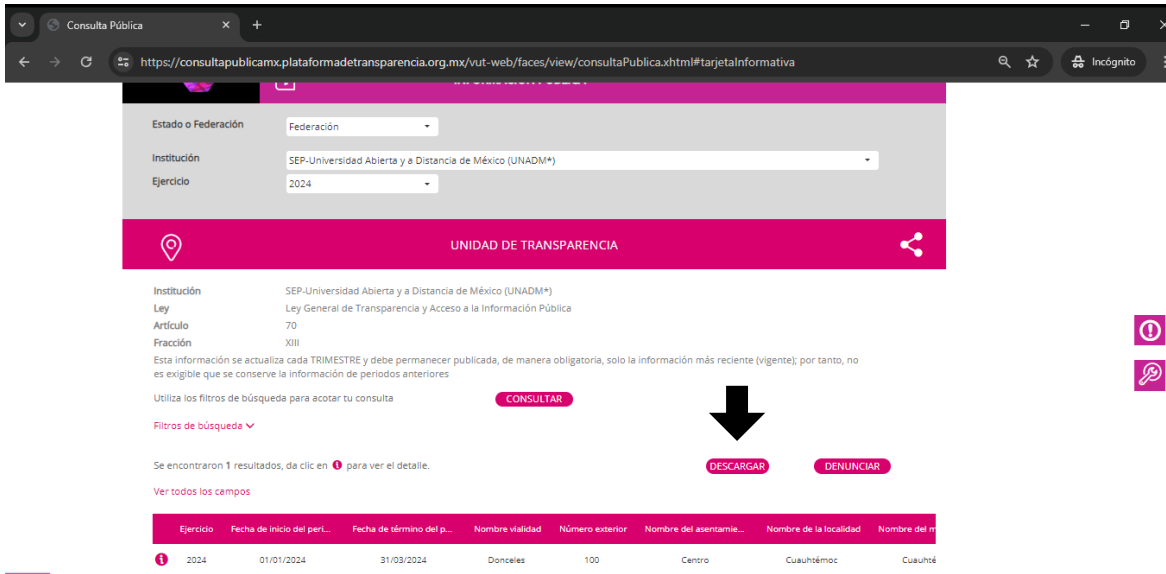 Consulta Pública
https://consultapublicamx.plataformadetransparencia.org.mx/vut-web/faces/view/consultaPublica.xhtml#tarjetaInformativa
Incógnito
Estado o Federación Federación
Institución SEP-Universidad Abierta y a Distancia de México (UNADM*)
Ejercicio 2024
UNIDAD DE TRANSPARENCIA
Institución SEP-Universidad Abierta y a Distancia de México (UNADM*)
Ley Ley General de Transparencia y Acceso a la Información Pública
Artículo 70
Fracción XIII
Esta información se actualiza cada TRIMESTRE y debe permanecer publicada, de manera obligatoria, solo la información más reciente (vigente); por tanto, no
es exigible que se conserve la información de periodos anteriores
Utiliza los filtros de búsqueda para acotar tu consulta CONSULTAR
Filtros de búsqueda
Se encontraron 1 resultados, da clic en para ver el detalle. DESCARGAR DENUNCIAR
Ver todos los campos
Ejercicio Fecha de inicio del peri... Fecha de término del p... Nombre vialidad Número exterior Nombre del asentamie... Nombre de la localidad Nombre del m
2024 01/01/2024 31/03/2024 Donceles 100 Centro Cuauhtémoc Cuauhté